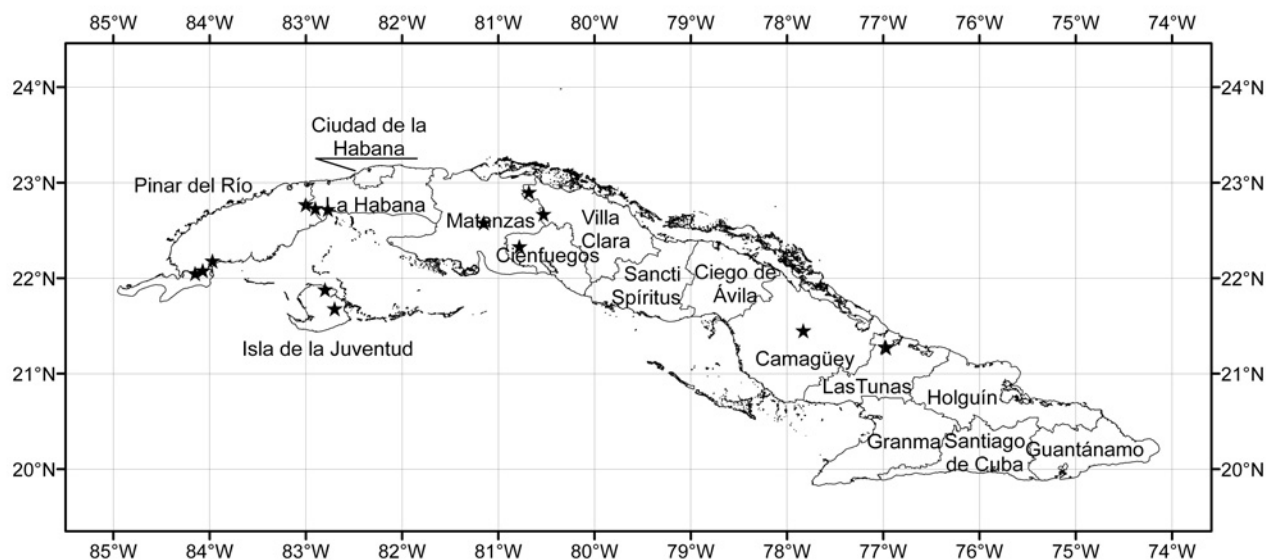 85°W 84°W 83°W 82°W 81°W 80°W 79°W 78°W 77°W 76°W 75°W 74°W
24°N 24°N
Ciudad de la
Habana
23°N 23°N
Pinar del Río
La Habana
Matanzas
Villa
Clara
Cienfuegos
22°N 22°N
Sancti
Spíritus
Ciego de
Ávila
Isla de la Juventud
Camagüey
21°N 21°N
LasTunas
Holguín
Granma
Santiago
de Cuba
Guantánamo
20°N 20°N
85°W 84°W 83°W 82°W 81°W 80°W 79°W 78°W 77°W 76°W 75°W 74°W